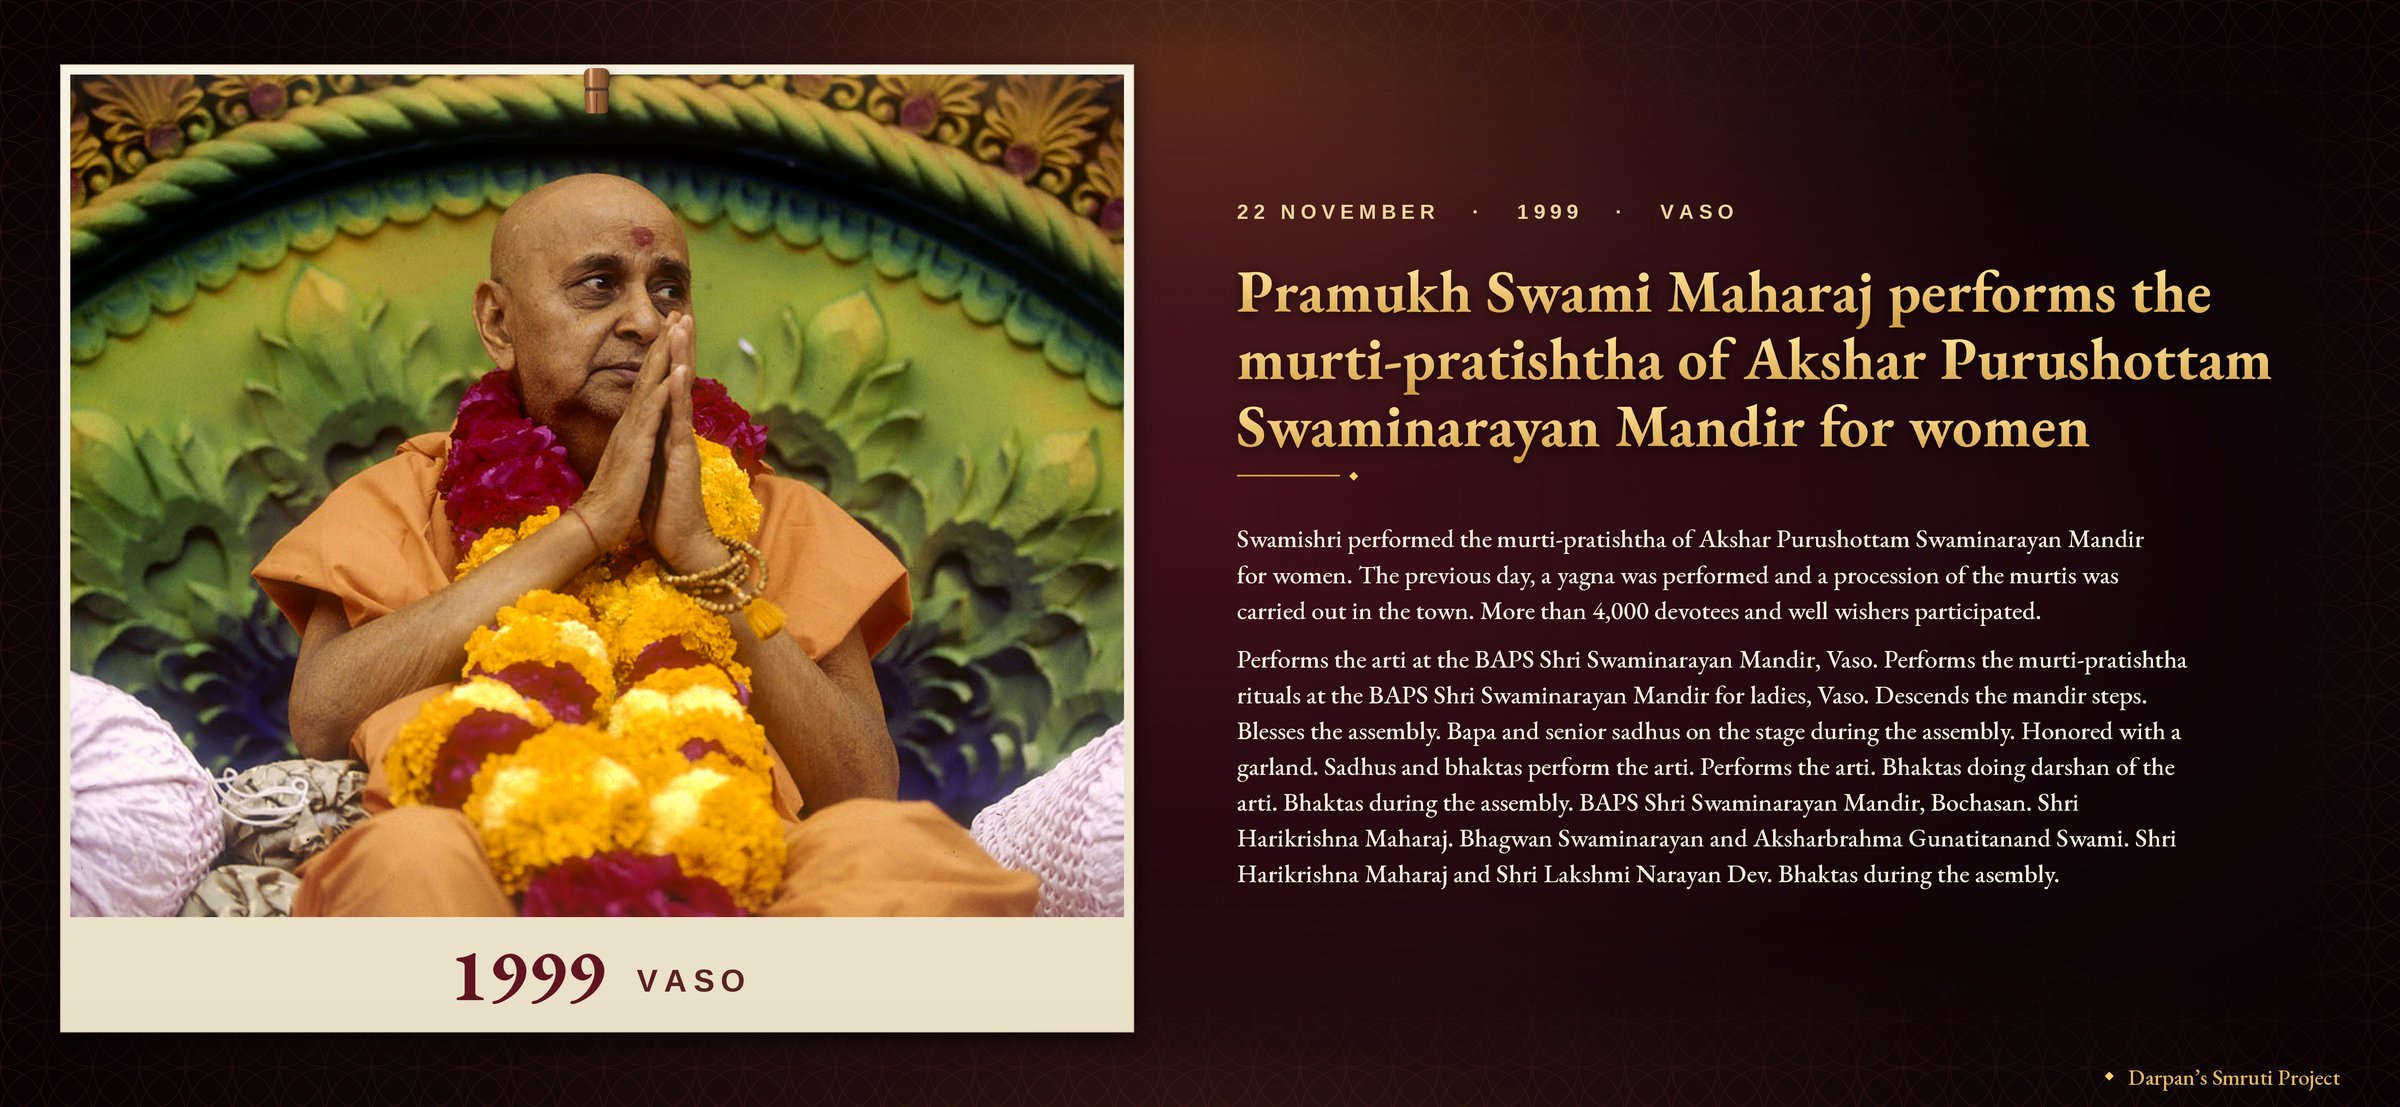 22 NOVEMBER · 1999 · VASO
Pramukh Swami Maharaj performs the
murti-pratishtha of Akshar Purushottam
Swaminarayan Mandir for women
Swamishri performed the murti-pratishtha of Akshar Purushottam Swaminarayan Mandir
for women. The previous day, a yagna was performed and a procession of the murtis was
carried out in the town. More than 4,000 devotees and well wishers participated.
Performs the arti at the BAPS Shri Swaminarayan Mandir, Vaso. Performs the murti-pratishtha
rituals at the BAPS Shri Swaminarayan Mandir for ladies, Vaso. Descends the mandir steps.
Blesses the assembly. Bapa and senior sadhus on the stage during the assembly. Honored with a
garland. Sadhus and bhaktas perform the arti. Performs the arti. Bhaktas doing darshan of the
arti. Bhaktas during the assembly. BAPS Shri Swaminarayan Mandir, Bochasan. Shri
Harikrishna Maharaj. Bhagwan Swaminarayan and Aksharbrahma Gunatitanand Swami. Shri
Harikrishna Maharaj and Shri Lakshmi Narayan Dev. Bhaktas during the asembly.
1999 VASO
Darpan's Smruti Project